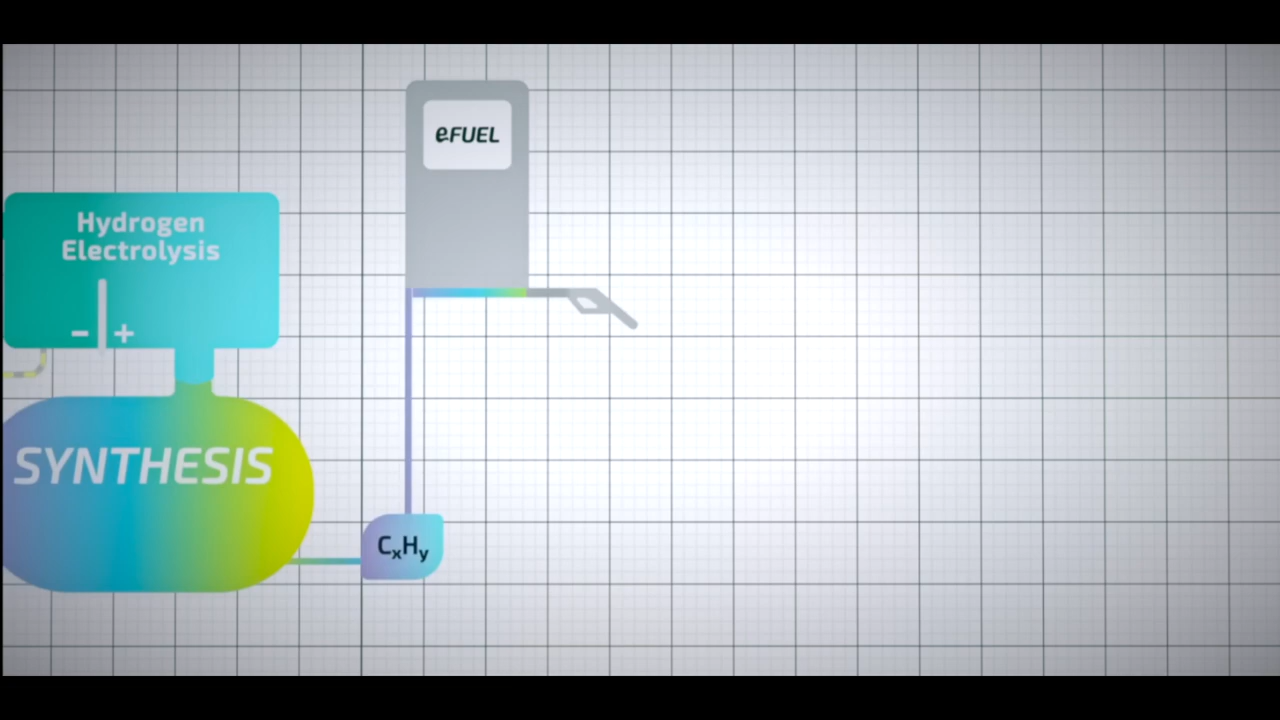 eFUEL
Hydrogen
Electrolysis
- +
SYNTHESIS
CxHy